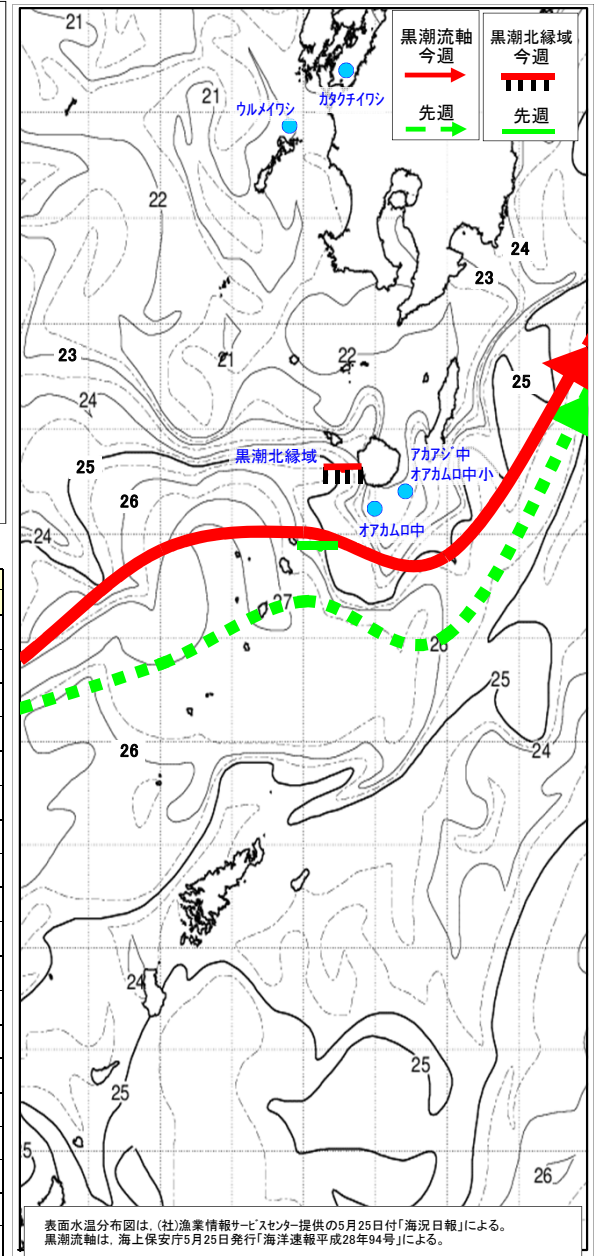 21
黒潮流軸
今週
先週
黒潮北縁域
今週
先週
カタクチイワシ
21
ウルメイワシ
22
24
23
21
22
23
25
24
黒潮北縁域
アカアジ中
オアカムロ中小
25
26
オアカムロ中
24
27
26
25
26
24
24
25
25
5
26
表面水温分布図は、(社)漁業情報サービスセンター提供の5月25日付「海況日報」による。
黒潮流軸は、海上保安庁5月25日発行「海洋速報平成28年94号」による。